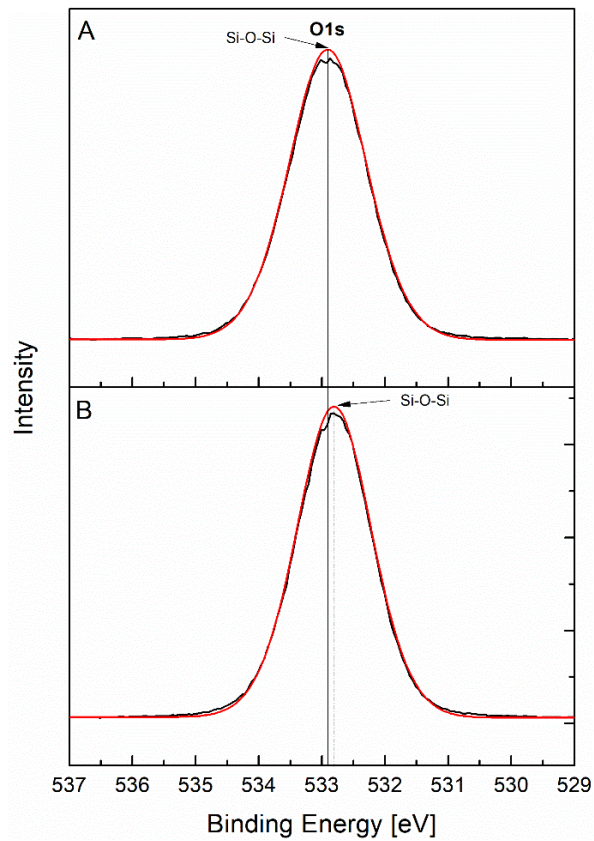 A
O1s
Si-O-Si
B
Si-O-Si
Intensity
537 536 535 534 533 532 531 530 529
Binding Energy [eV]